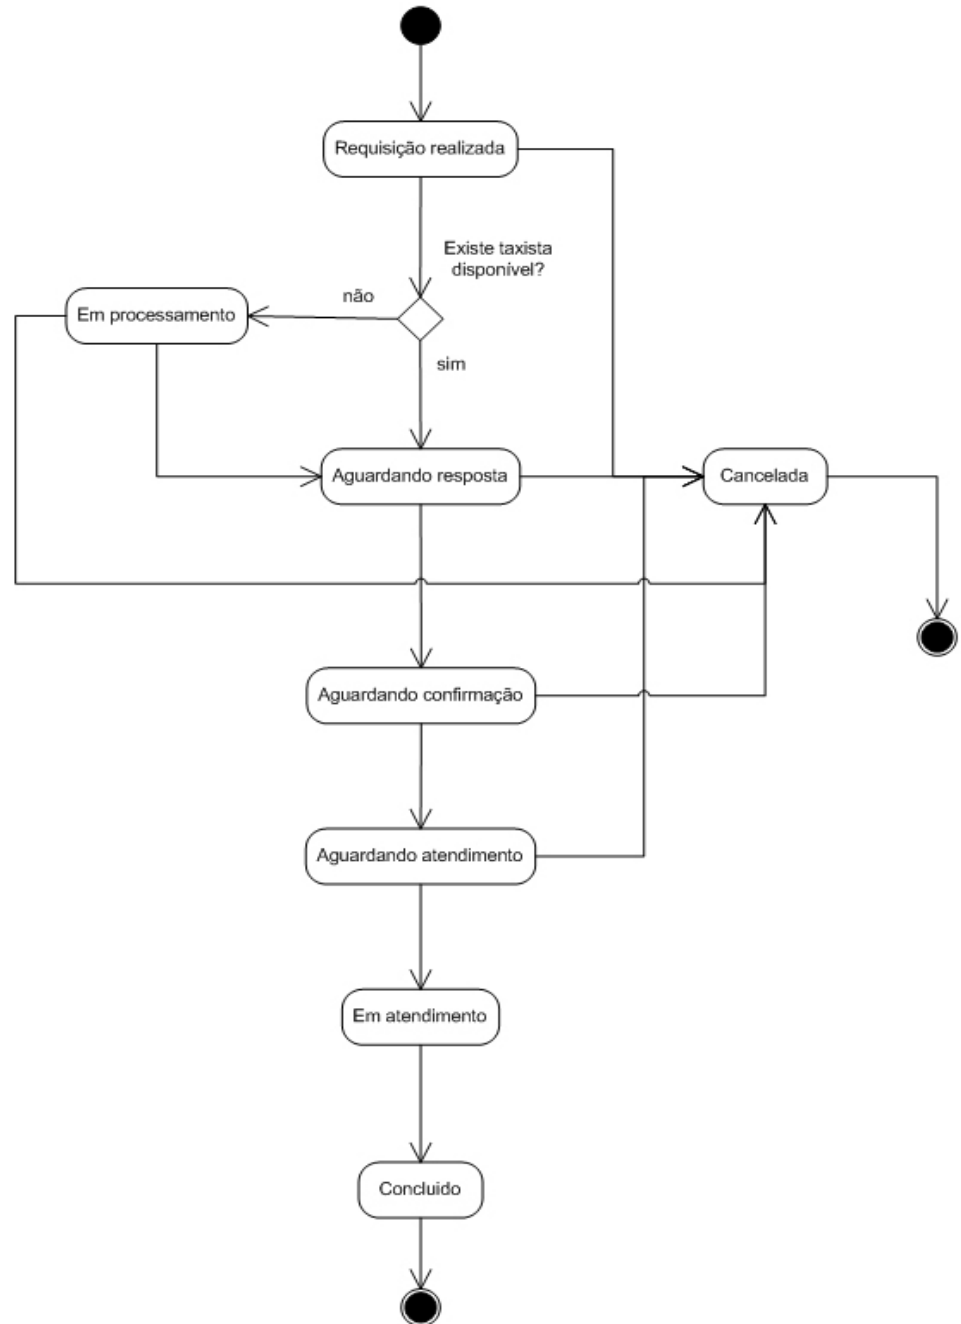 Requisição realizada
Existe taxista
disponível?
não
Em processamento
sim
Aguardando resposta
Cancelada
Aguardando confirmação
Aguardando atendimento
Em atendimento
Concluido